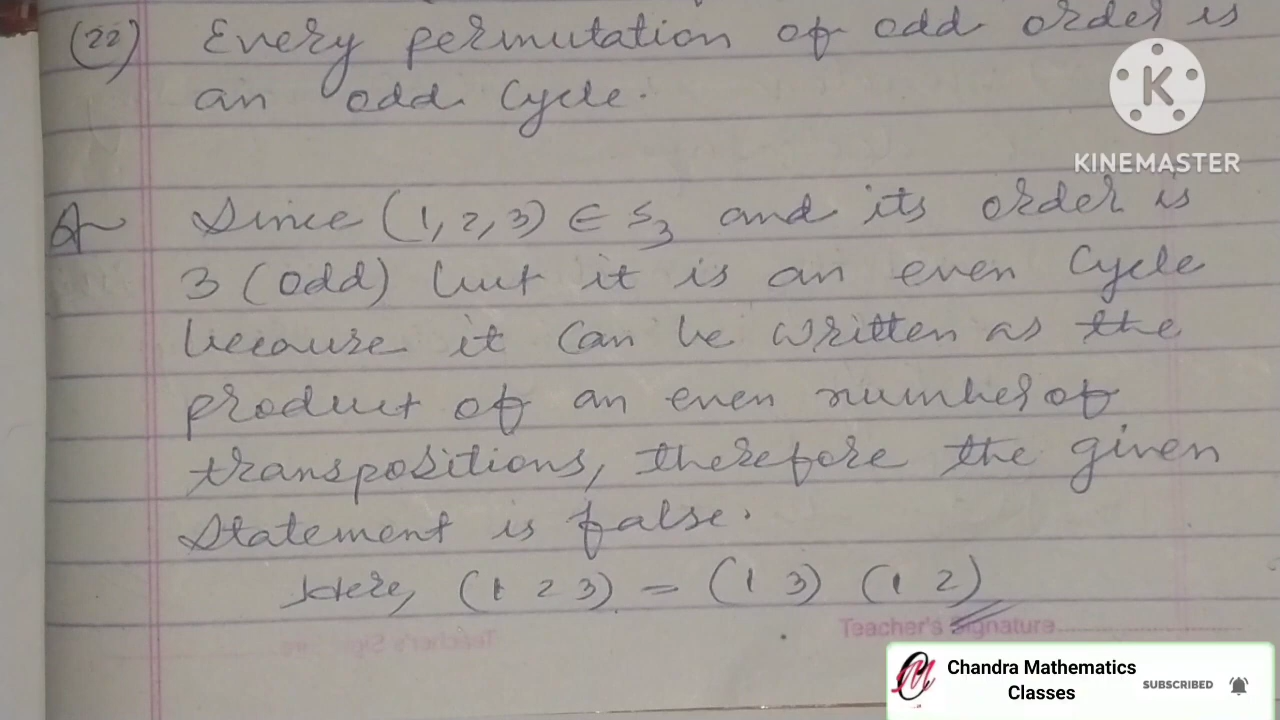 (22) Every permutation of odd order is
an odd cycle.
K
KINEMASTER
Since (1, 2, 3) ∈ S₃ and its order is
3 (odd) but it is an even cycle
because it can be written as the
product of an even number of
transpositions, therefore the given
statement is false.
Here, (1 2 3) = (1 3) (1 2)
Teacher's Signature
Chandra Mathematics
Classes
SUBSCRIBED